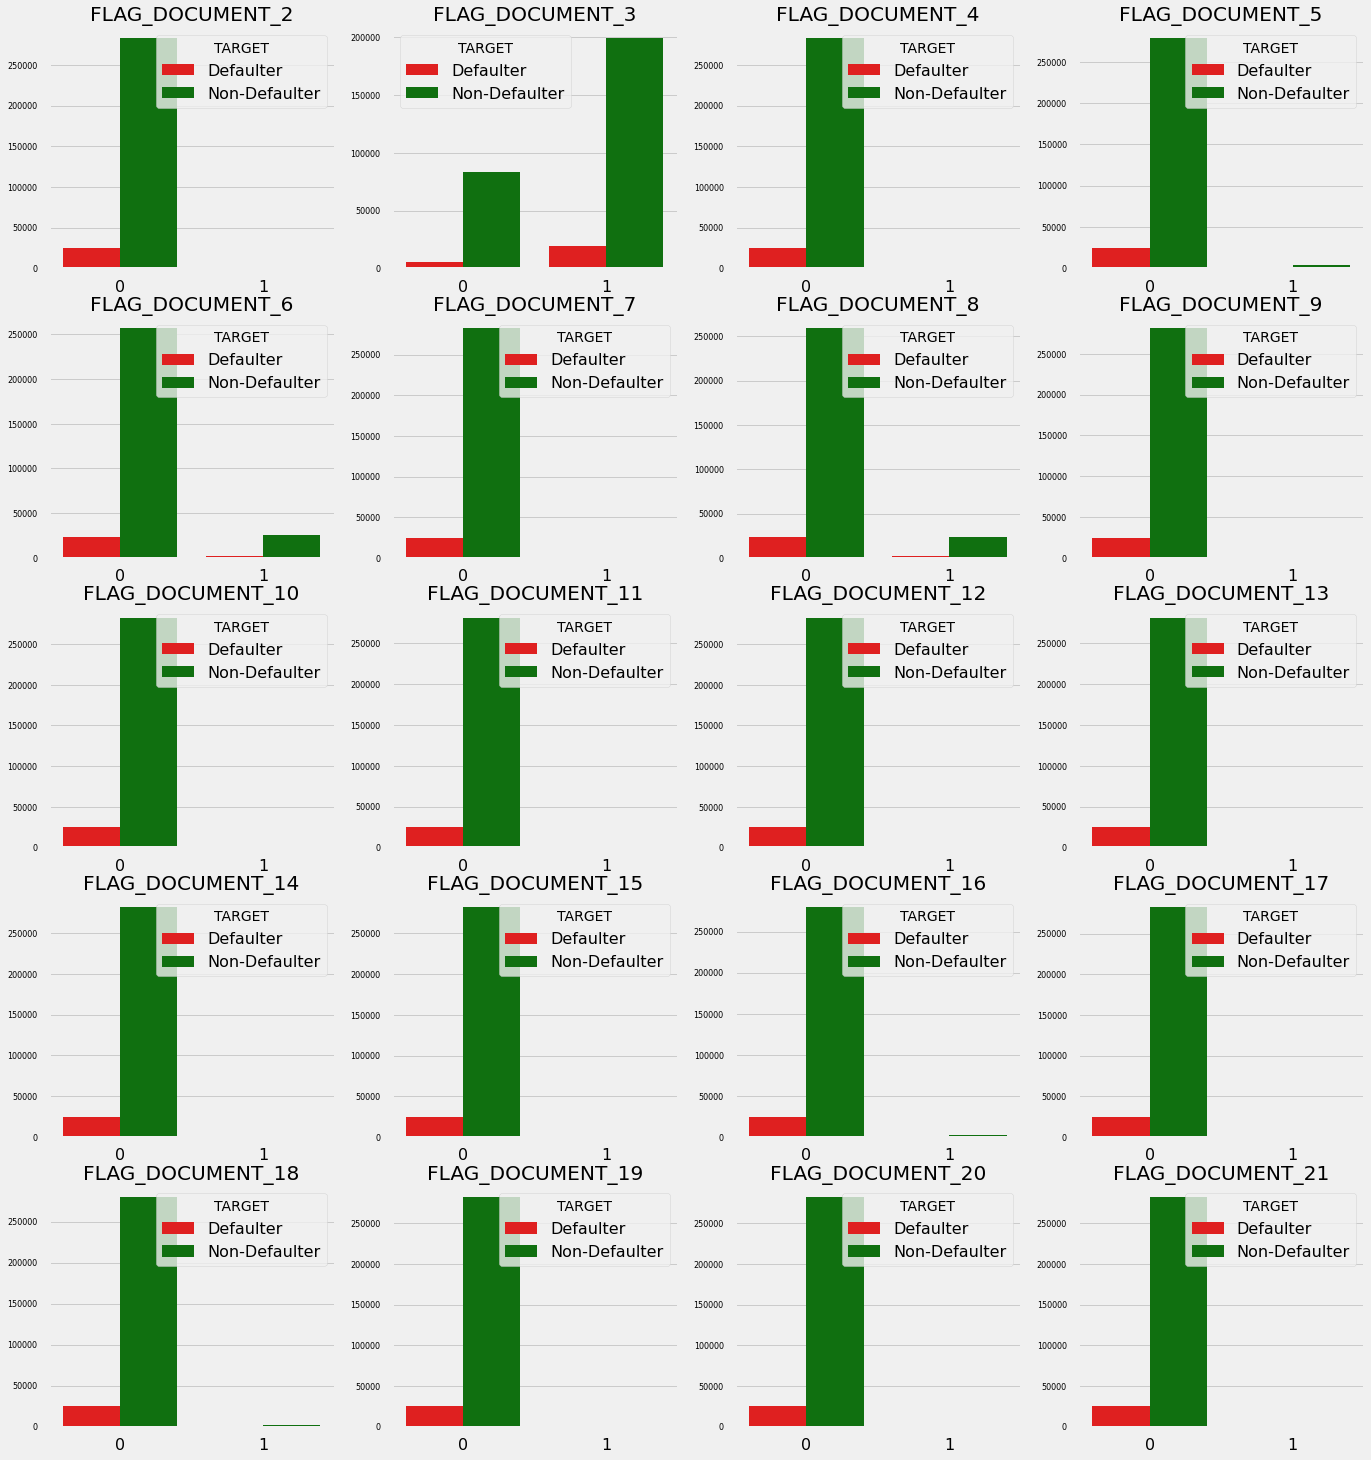 FLAG_DOCUMENT_2
250000
200000
150000
100000
50000
0
TARGET
Defaulter
Non-Defaulter
0 1
FLAG_DOCUMENT_3
200000
150000
100000
50000
0
TARGET
Defaulter
Non-Defaulter
0 1
FLAG_DOCUMENT_4
250000
200000
150000
100000
50000
0
TARGET
Defaulter
Non-Defaulter
0 1
FLAG_DOCUMENT_5
250000
200000
150000
100000
50000
0
TARGET
Defaulter
Non-Defaulter
0 1
FLAG_DOCUMENT_6
250000
200000
150000
100000
50000
0
TARGET
Defaulter
Non-Defaulter
0 1
FLAG_DOCUMENT_7
250000
200000
150000
100000
50000
0
TARGET
Defaulter
Non-Defaulter
0 1
FLAG_DOCUMENT_8
250000
200000
150000
100000
50000
0
TARGET
Defaulter
Non-Defaulter
0 1
FLAG_DOCUMENT_9
250000
200000
150000
100000
50000
0
TARGET
Defaulter
Non-Defaulter
0 1
FLAG_DOCUMENT_10
250000
200000
150000
100000
50000
0
TARGET
Defaulter
Non-Defaulter
0 1
FLAG_DOCUMENT_11
250000
200000
150000
100000
50000
0
TARGET
Defaulter
Non-Defaulter
0 1
FLAG_DOCUMENT_12
250000
200000
150000
100000
50000
0
TARGET
Defaulter
Non-Defaulter
0 1
FLAG_DOCUMENT_13
250000
200000
150000
100000
50000
0
TARGET
Defaulter
Non-Defaulter
0 1
FLAG_DOCUMENT_14
250000
200000
150000
100000
50000
0
TARGET
Defaulter
Non-Defaulter
0 1
FLAG_DOCUMENT_15
250000
200000
150000
100000
50000
0
TARGET
Defaulter
Non-Defaulter
0 1
FLAG_DOCUMENT_16
250000
200000
150000
100000
50000
0
TARGET
Defaulter
Non-Defaulter
0 1
FLAG_DOCUMENT_17
250000
200000
150000
100000
50000
0
TARGET
Defaulter
Non-Defaulter
0 1
FLAG_DOCUMENT_18
250000
200000
150000
100000
50000
0
TARGET
Defaulter
Non-Defaulter
0 1
FLAG_DOCUMENT_19
250000
200000
150000
100000
50000
0
TARGET
Defaulter
Non-Defaulter
0 1
FLAG_DOCUMENT_20
250000
200000
150000
100000
50000
0
TARGET
Defaulter
Non-Defaulter
0 1
FLAG_DOCUMENT_21
250000
200000
150000
100000
50000
0
TARGET
Defaulter
Non-Defaulter
0 1